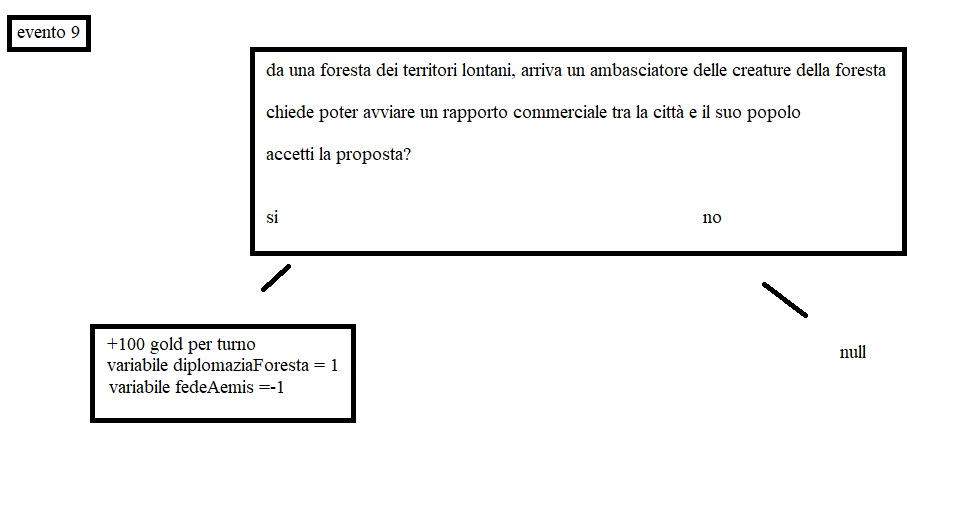 evento 9
da una foresta dei territori lontani, arriva un ambasciatore delle creature della foresta
chiede poter avviare un rapporto commerciale tra la città e il suo popolo
accetti la proposta?
si no
+100 gold per turno
variabile diplomaziaForesta = 1
variabile fedeAemis =-1
null